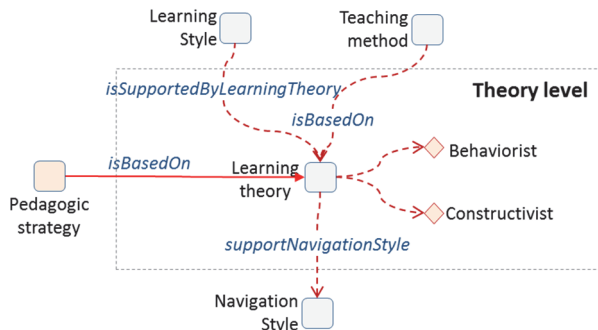 Learning
Style
Teaching
method
isSupportedByLearningTheory
Theory level
isBasedOn
isBasedOn
Learning
theory
Behaviorist
Pedagogic
strategy
Constructivist
supportNavigationStyle
Navigation
Style